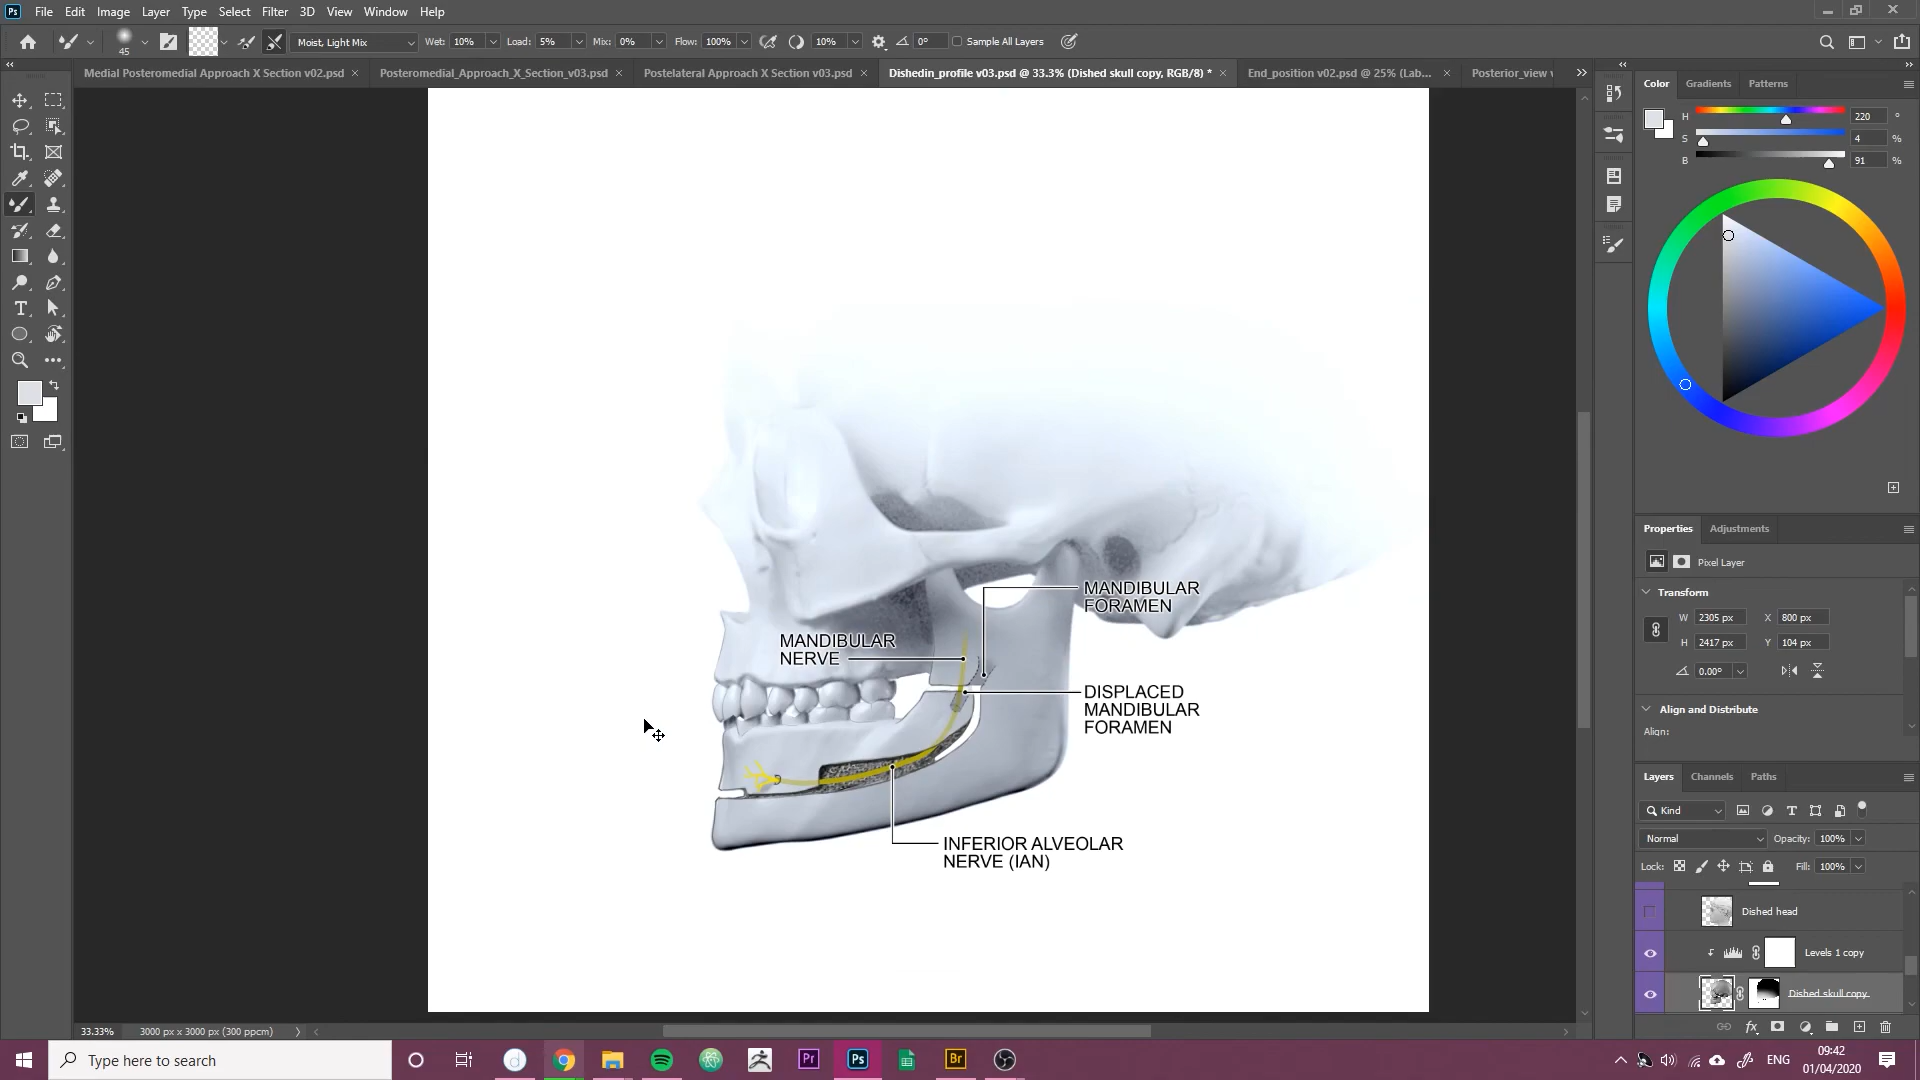 File Edit Image Layer Type Select Filter 3D View Window Help
45 Moist, Light Mix Wet: 10% Load: 5% Mix: 0% Flow: 100% 10% 0° Sample All Layers
Medial Posteromedial Approach X Section v02.psd Posteromedial_Approach_X_Section_v03.psd Postelateral Approach X Section v03.psd Dishedin_profile v03.psd @ 33.3% (Dished skull copy, RGB/8) * End_position v02.psd @ 25% (Lab... Posterior_view v
Color Gradients Patterns
H 220 °
S 4 %
B 91 %
Properties Adjustments
Pixel Layer
Transform
W 2305 px X 800 px
H 2417 px Y 104 px
0.00°
Align and Distribute
Align:
Layers Channels Paths
Kind
Normal Opacity: 100%
Lock: Fill: 100%
Dished head
Levels 1 copy
Dished skull copy
MANDIBULAR
FORAMEN
MANDIBULAR
NERVE
DISPLACED
MANDIBULAR
FORAMEN
INFERIOR ALVEOLAR
NERVE (IAN)
33.33% 3000 px x 3000 px (300 ppcm)
Type here to search
ENG
09:42
01/04/2020
Ps
Pr
Ps
Br